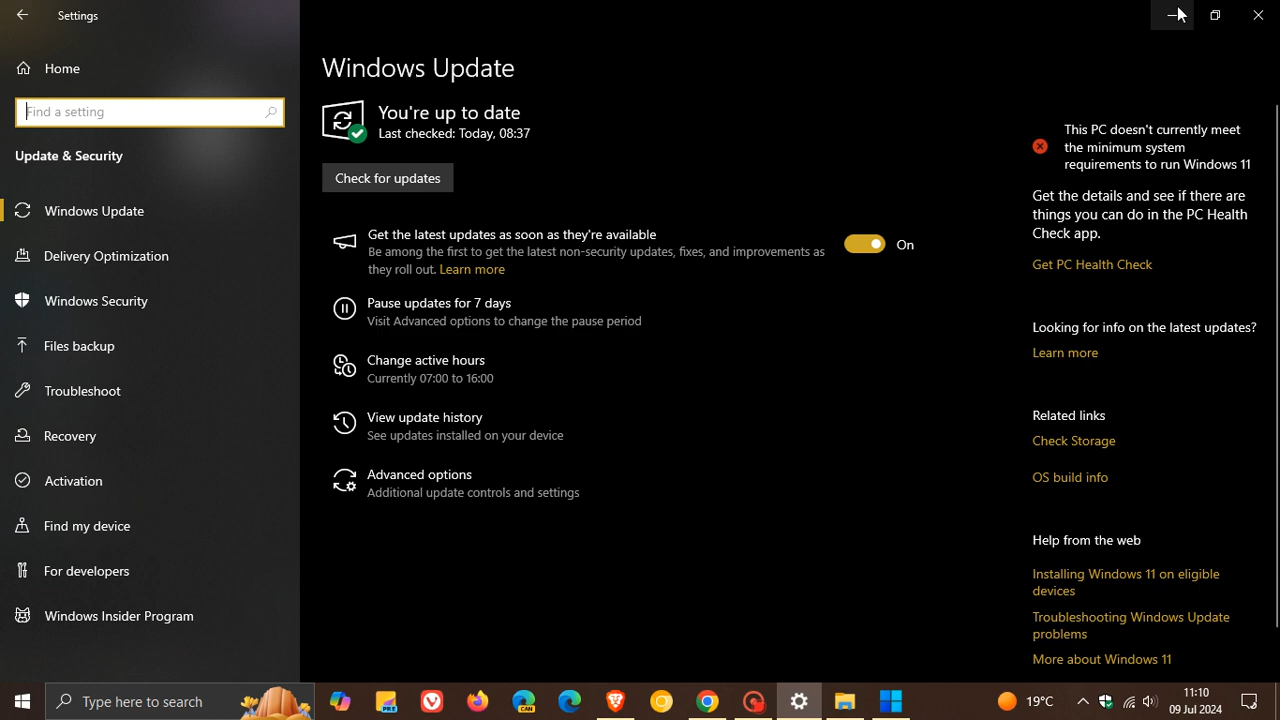 Settings
Home
Find a setting
Update & Security
Windows Update
Delivery Optimization
Windows Security
Files backup
Troubleshoot
Recovery
Activation
Find my device
For developers
Windows Insider Program
Windows Update
You're up to date
Last checked: Today, 08:37
Check for updates
Get the latest updates as soon as they're available
Be among the first to get the latest non-security updates, fixes, and improvements as
they roll out. Learn more
On
Pause updates for 7 days
Visit Advanced options to change the pause period
Change active hours
Currently 07:00 to 16:00
View update history
See updates installed on your device
Advanced options
Additional update controls and settings
This PC doesn't currently meet
the minimum system
requirements to run Windows 11
Get the details and see if there are
things you can do in the PC Health
Check app.
Get PC Health Check
Looking for info on the latest updates?
Learn more
Related links
Check Storage
OS build info
Help from the web
Installing Windows 11 on eligible
devices
Troubleshooting Windows Update
problems
More about Windows 11
Type here to search
PRE
CAN
19°C
11:10
09 Jul 2024